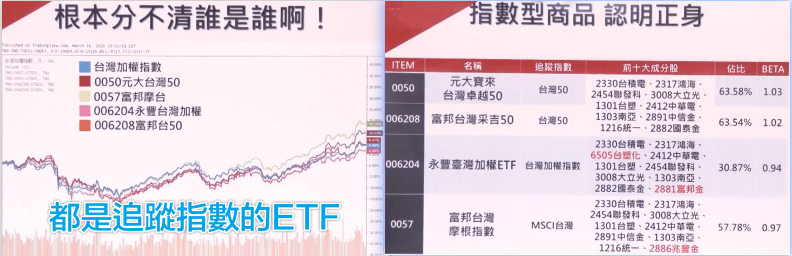 根本分不清誰是誰啊！
Published on TradingView.com, March
台灣加權指數
0050元大台灣50
0057富邦摩台
006204永豐台灣加權
006208富邦台50
都是追蹤指數的ETF
指數型商品 認明正身
ITEM 名稱 追蹤指數 前十大成分股 佔比 BETA
0050 元大寶來台灣卓越50 台灣50 63.58% 1.03
2330台積電、2317鴻海、
2454聯發科、3008大立光、
006208 富邦台灣采吉50 台灣50 63.54% 1.02
1301台塑、2412中華電、
1303南亞、2891中信金、
1216統一、2882國泰金
006204 永豐臺灣加權ETF 台灣加權指數 30.87% 0.94
2330台積電、2317鴻海、
6505台塑化、2412中華電、
1301台塑、2454聯發科、
3008大立光、1303南亞、
2882國泰金、2881富邦金
0057 富邦台灣摩根指數 MSCI台灣 57.78% 0.97
2330台積電、2317鴻海、
2454聯發科、3008大立光、
1301台塑、2412中華電、
2891中信金、1303南亞、
1216統一、2886兆豐金